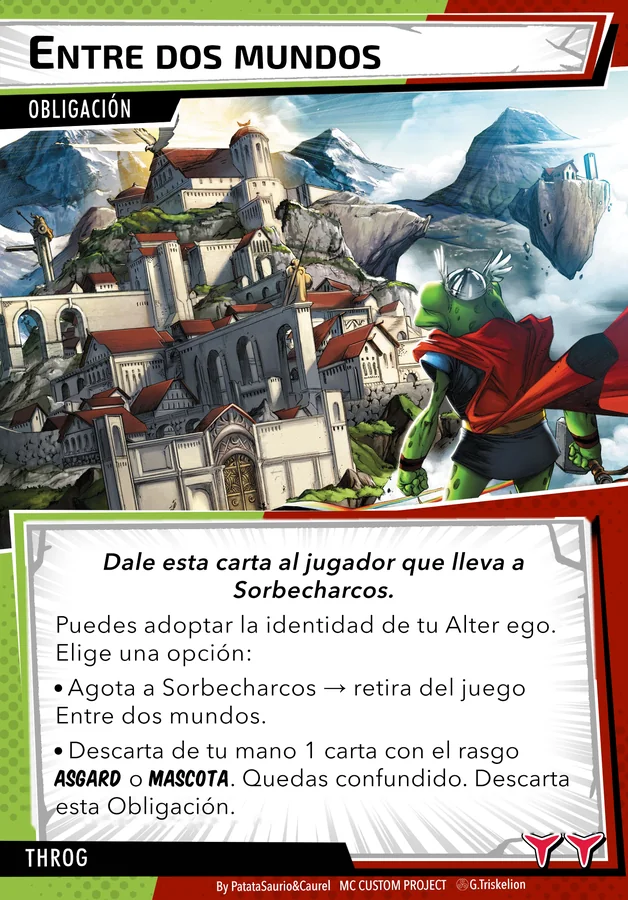 ENTRE DOS MUNDOS
OBLIGACIÓN
Dale esta carta al jugador que lleva a
Sorbecharcos.
Puedes adoptar la identidad de tu Alter ego.
Elige una opción:
• Agota a Sorbecharcos → retira del juego
Entre dos mundos.
• Descarta de tu mano 1 carta con el rasgo
ASGARD o MASCOTA. Quedas confundido. Descarta
esta Obligación.
THROG
By PatataSaurio&Caurel MC CUSTOM PROJECT G.Triskelion